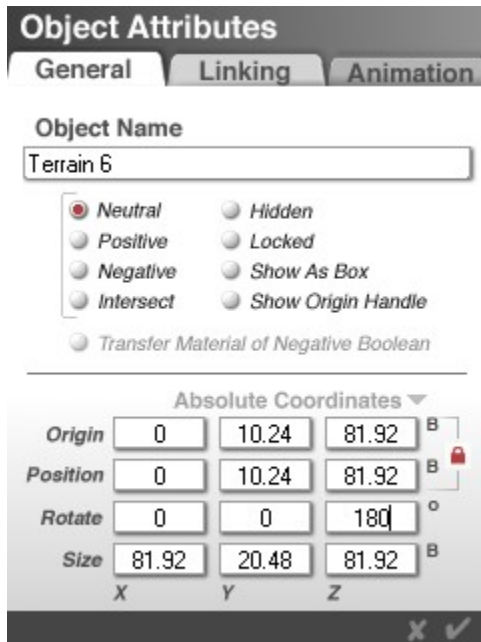 Object Attributes
General Linking Animation
Object Name
Terrain 6
Neutral Hidden
Positive Locked
Negative Show As Box
Intersect Show Origin Handle
Transfer Material of Negative Boolean
Absolute Coordinates
Origin 0 10.24 81.92 B
Position 0 10.24 81.92 B
Rotate 0 0 180 o
Size 81.92 20.48 81.92 B
X Y Z